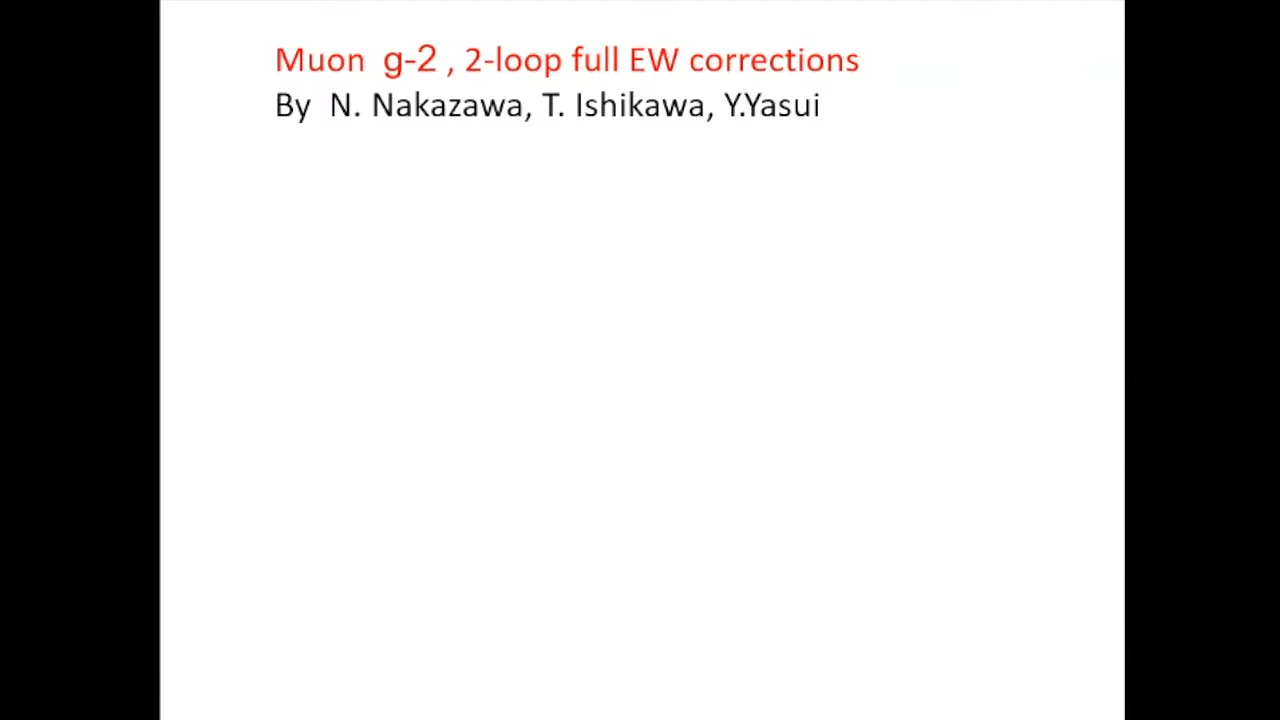 Muon g-2 , 2-loop full EW corrections
By N. Nakazawa, T. Ishikawa, Y.Yasui